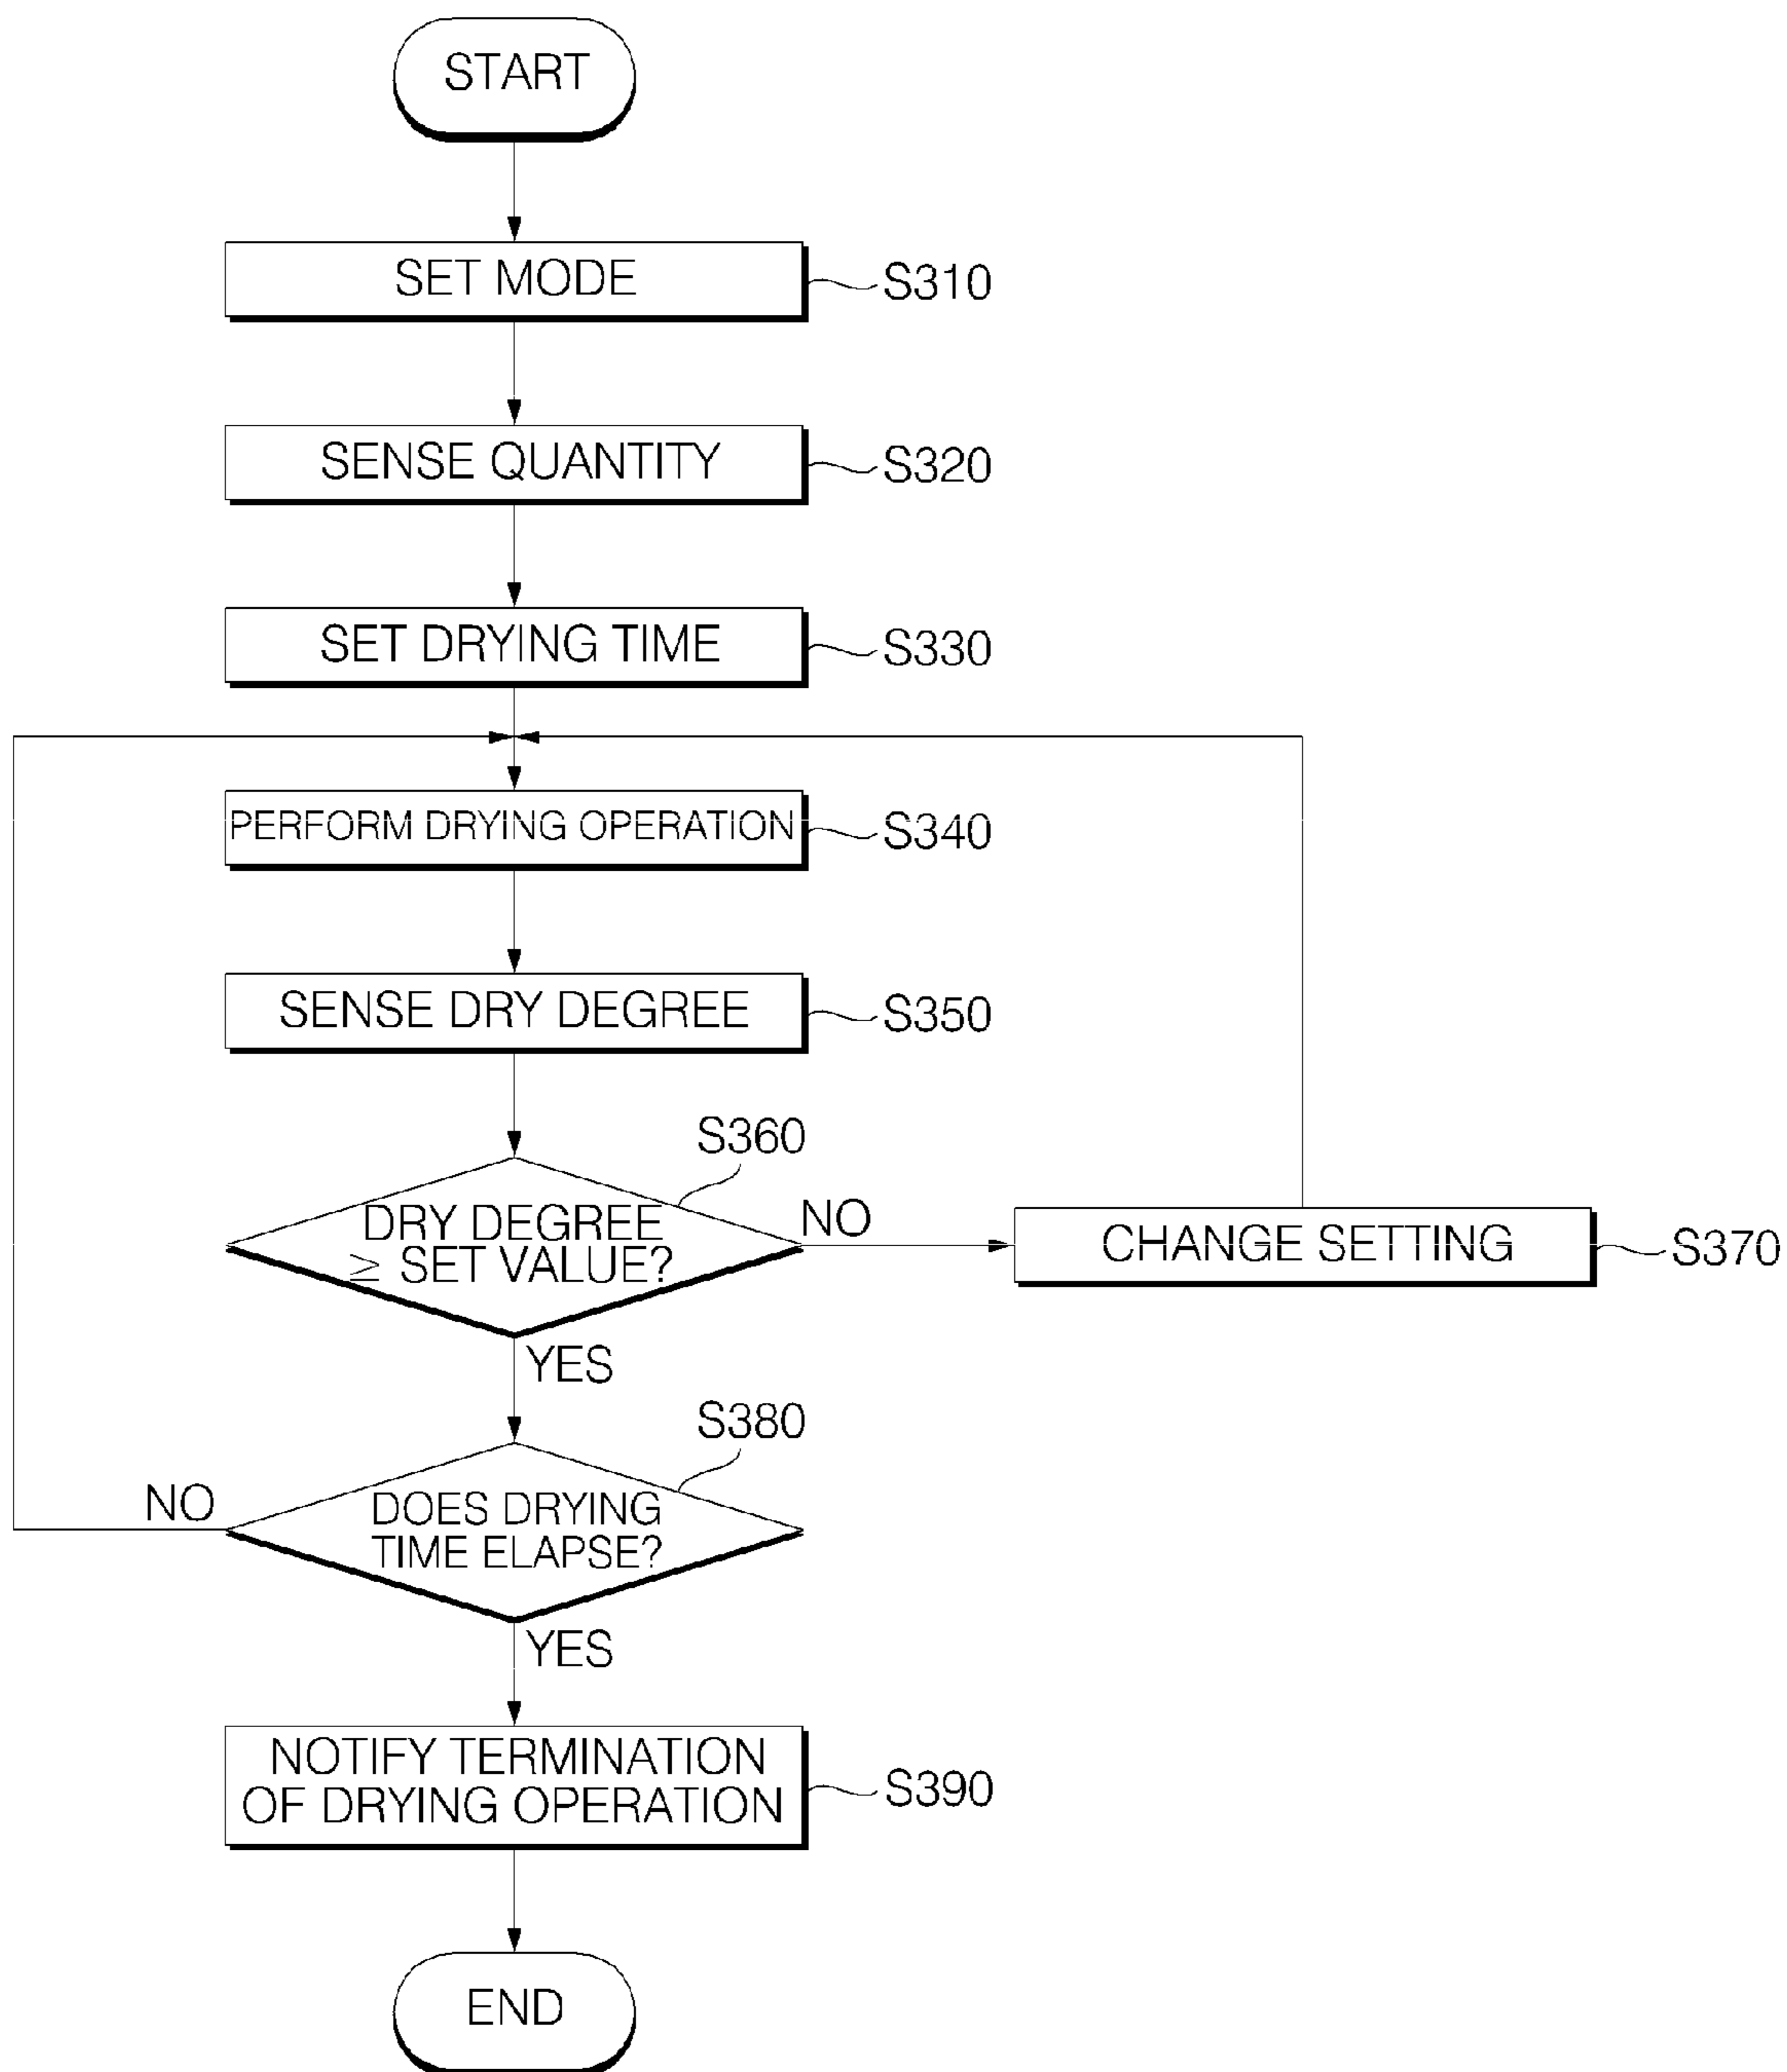 START
SET MODE
S310
SENSE QUANTITY
S320
SET DRYING TIME
S330
PERFORM DRYING OPERATION
S340
SENSE DRY DEGREE
S350
S360
DRY DEGREE
≥ SET VALUE?
NO
CHANGE SETTING
S370
YES
S380
NO
DOES DRYING
TIME ELAPSE?
YES
NOTIFY TERMINATION
OF DRYING OPERATION
S390
END